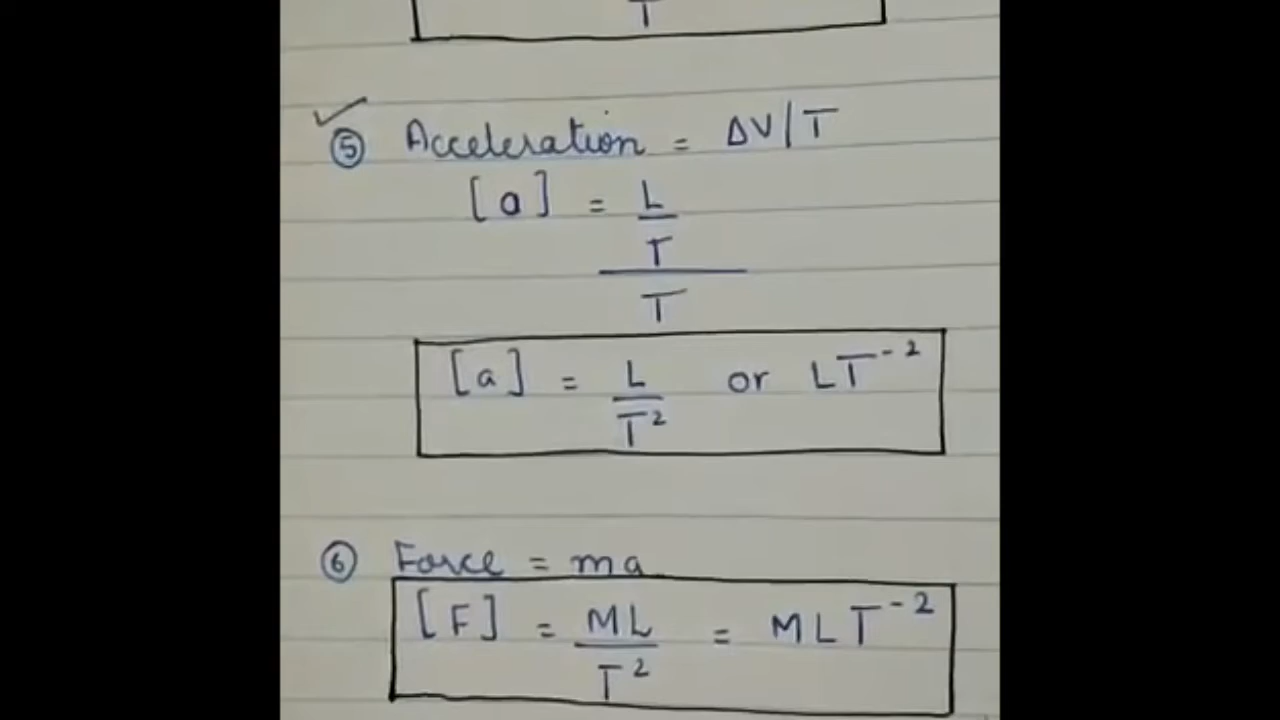 T
✓
⑤ Acceleration = ΔV/T
[a] = L
T
T
[a] = L/T² or LT⁻²
⑥ Force = ma
[F] = ML/T² = MLT⁻²